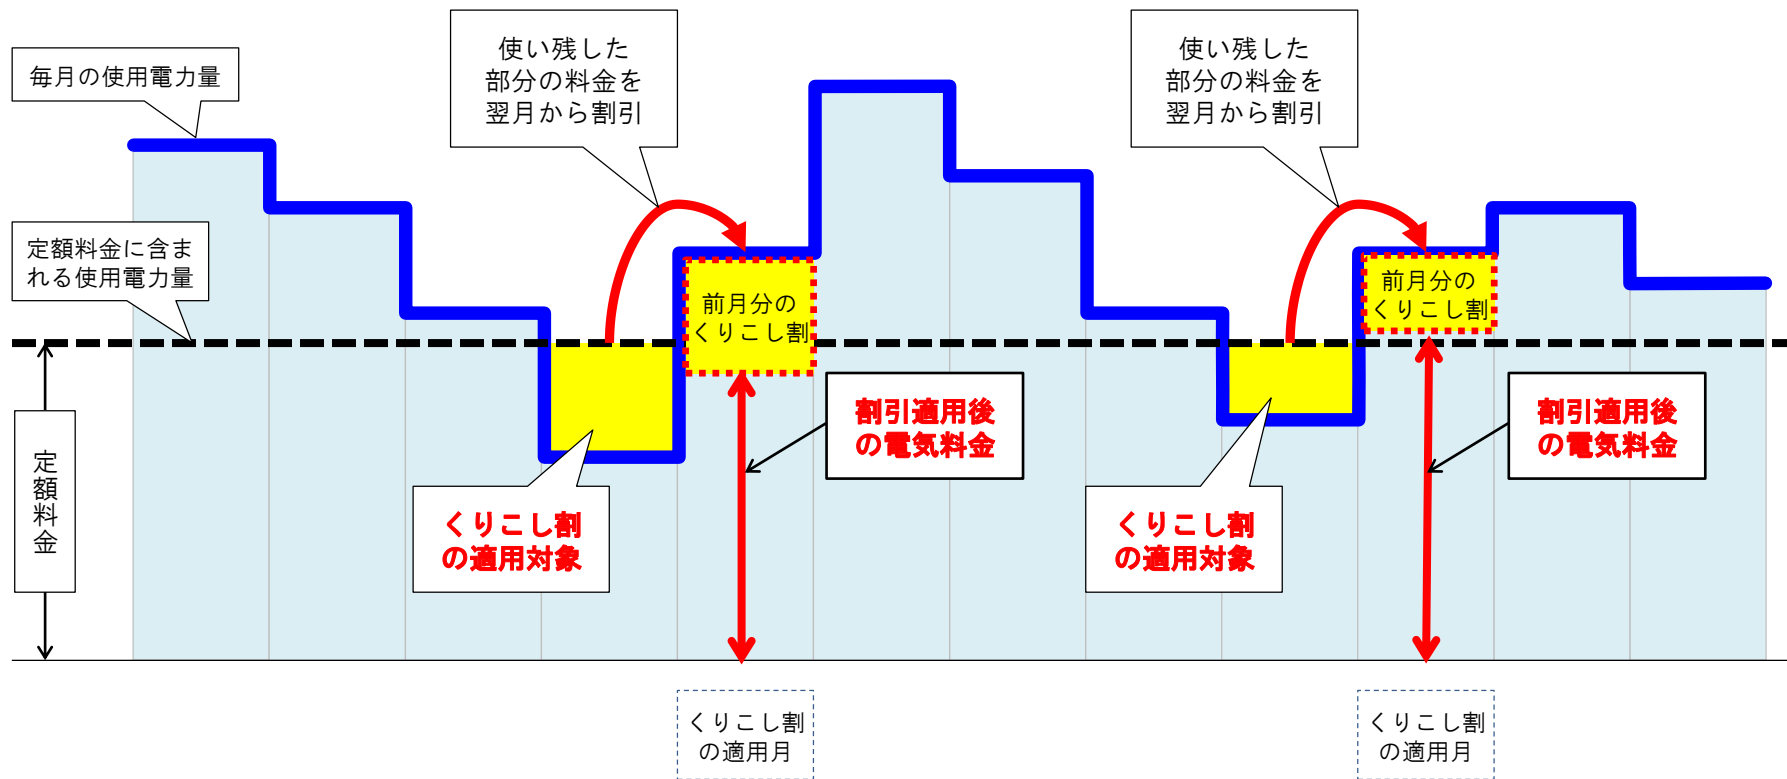 毎月の使用電力量
使い残した
部分の料金を
翌月から割引
使い残した
部分の料金を
翌月から割引
定額料金に含ま
れる使用電力量
前月分の
くりこし割
前月分の
くりこし割
割引適用後
の電気料金
割引適用後
の電気料金
定額料金
くりこし割
の適用対象
くりこし割
の適用対象
くりこし割
の適用月
くりこし割
の適用月